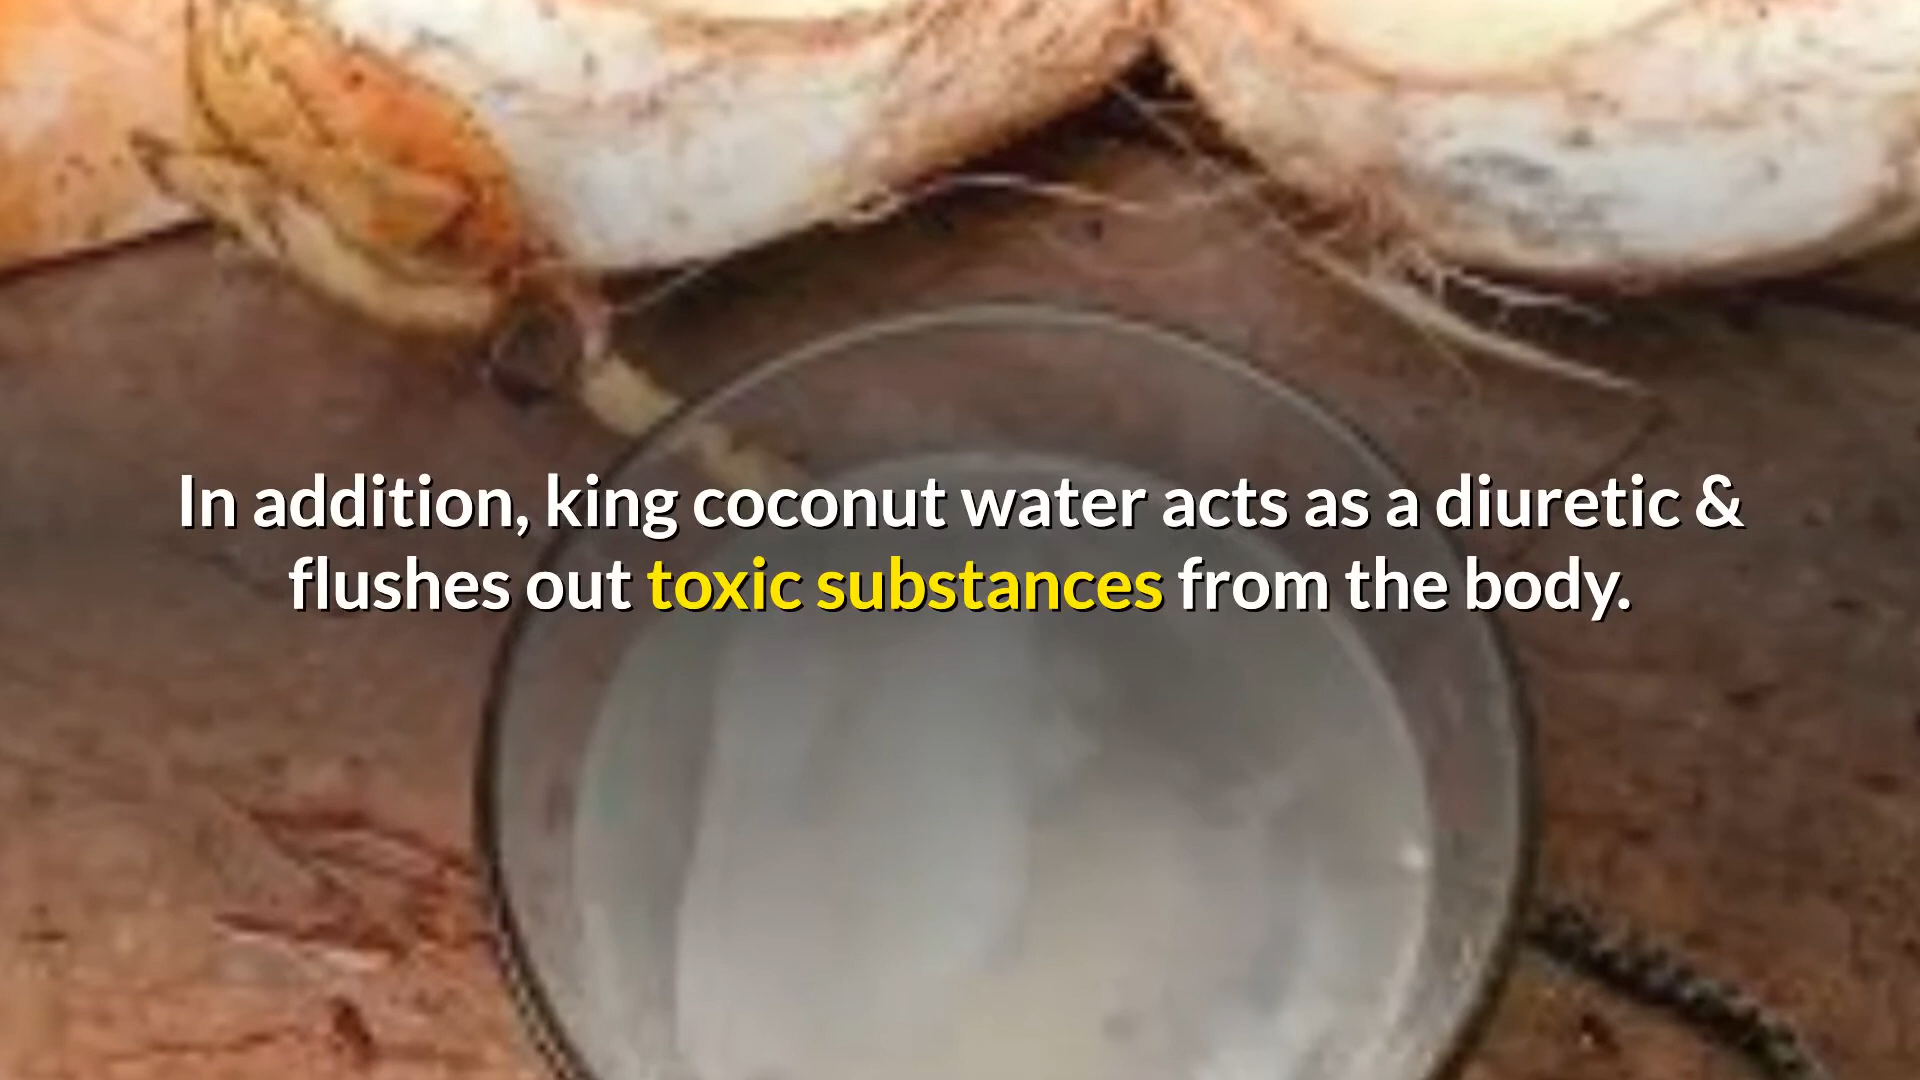 In addition, king coconut water acts as a diuretic &
flushes out toxic substances from the body.